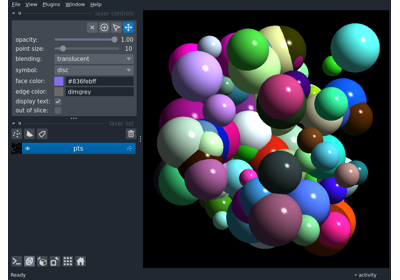 File View Plugins Window Help
layer controls
opacity: 1.00
point size: 10
blending: translucent
symbol: disc
face color: #836febff
edge color: dimgrey
display text:
out of slice:
layer list
pts
Ready
activity